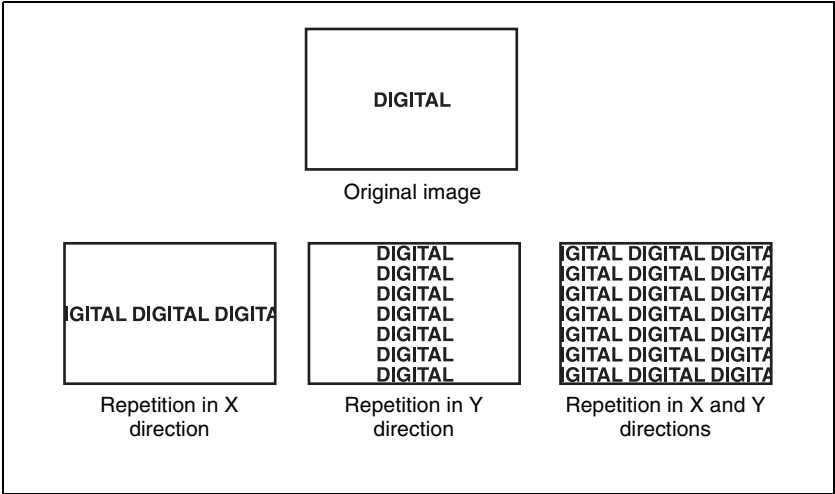 DIGITAL
Original image
IGITAL DIGITAL DIGITA
Repetition in X
direction
DIGITAL
DIGITAL
DIGITAL
DIGITAL
DIGITAL
DIGITAL
DIGITAL
Repetition in Y
direction
IGITAL DIGITAL DIGITA
IGITAL DIGITAL DIGITA
IGITAL DIGITAL DIGITA
IGITAL DIGITAL DIGITA
IGITAL DIGITAL DIGITA
IGITAL DIGITAL DIGITA
IGITAL DIGITAL DIGITA
Repetition in X and Y
directions